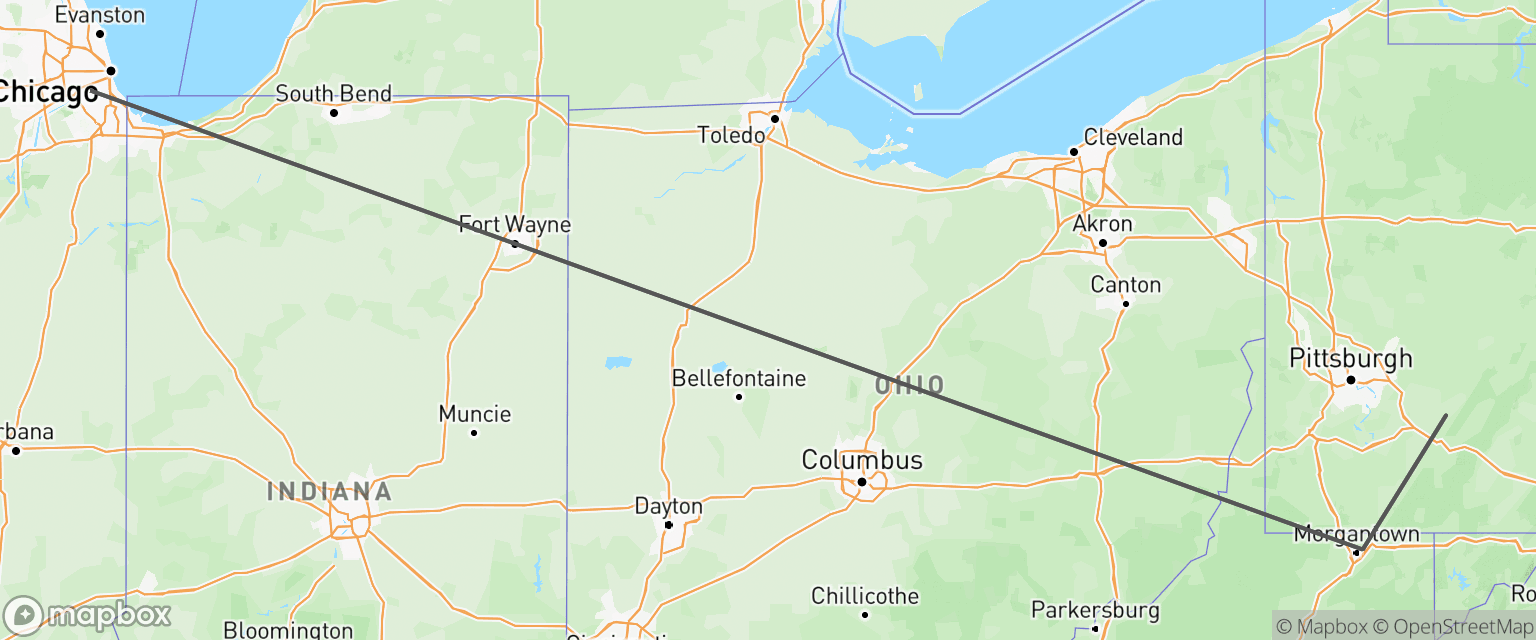 Evanston
Chicago
South Bend
Toledo
Cleveland
Fort Wayne
Akron
Canton
Pittsburgh
Bellefontaine
OHIO
Muncie
rbana
Columbus
INDIANA
Dayton
Morgantown
Chillicothe
Parkersburg
Ro
mapbox
Bloomington
© Mapbox © OpenStreetMap